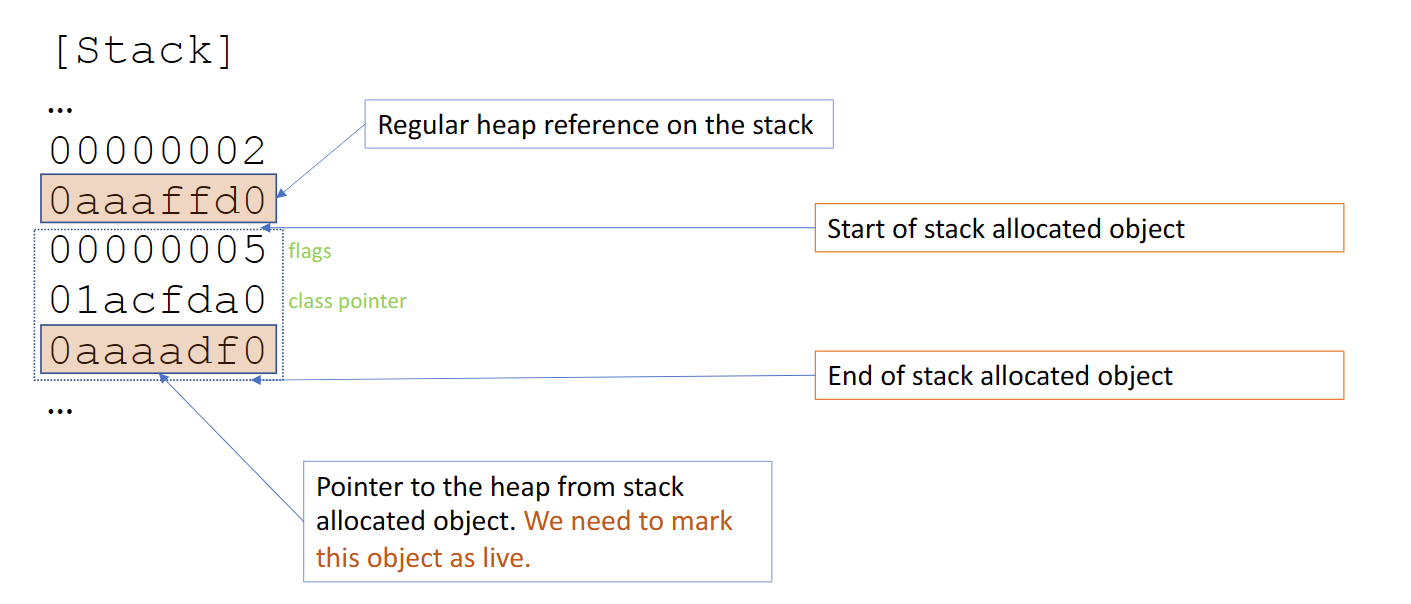 [Stack]
…
00000002
Regular heap reference on the stack
0aaaffd0
Start of stack allocated object
00000005 flags
01acfda0 class pointer
0aaaadf0
End of stack allocated object
…
Pointer to the heap from stack
allocated object. We need to mark
this object as live.